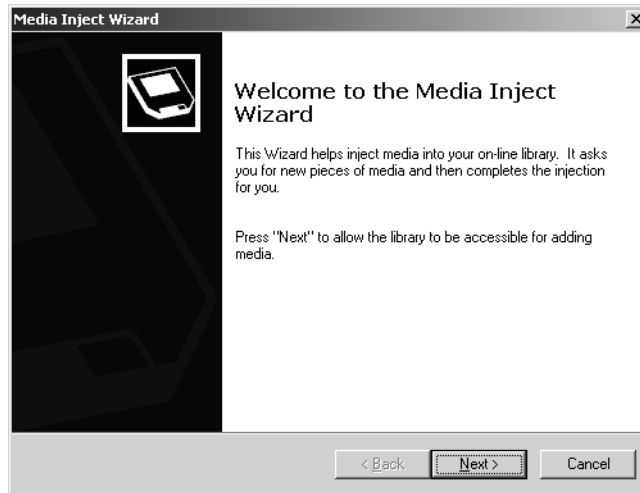 Media Inject Wizard
Welcome to the Media Inject
Wizard
This Wizard helps inject media into your on-line library. It asks
you for new pieces of media and then completes the injection
for you.
Press "Next" to allow the library to be accessible for adding
media.
< Back
Next >
Cancel